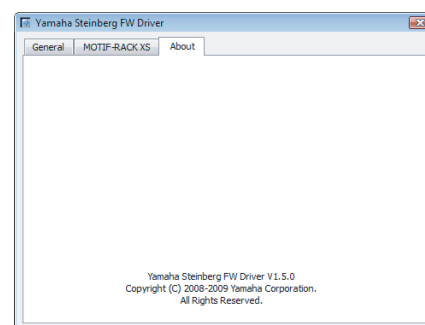 Yamaha Steinberg FW Driver
General MOTIF-RACK XS About
Yamaha Steinberg FW Driver V1.5.0
Copyright (C) 2008-2009 Yamaha Corporation.
All Rights Reserved.